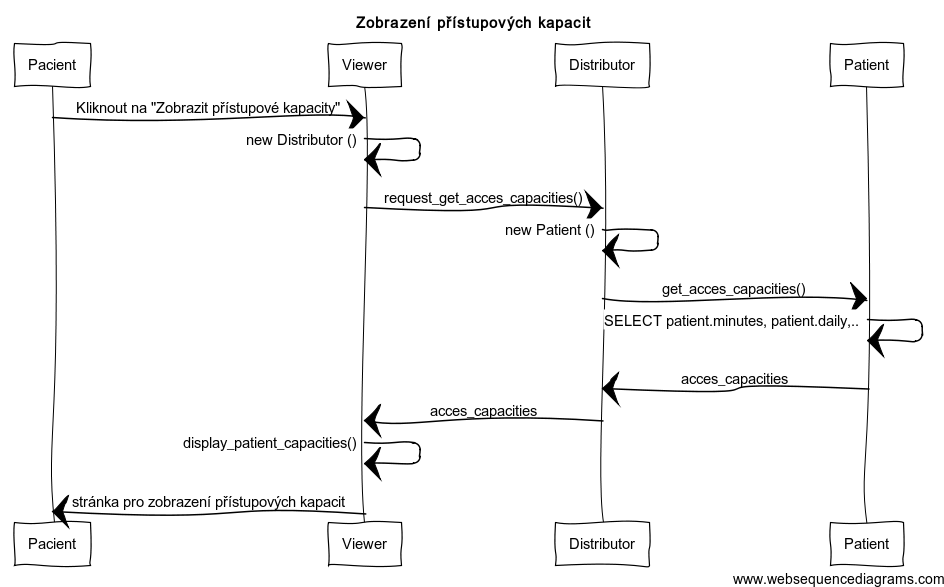 Zobrazení přístupových kapacit
Pacient
Viewer
Distributor
Patient
Kliknout na "Zobrazit přístupové kapacity"
new Distributor ()
request_get_acces_capacities()
new Patient ()
get_acces_capacities()
SELECT patient.minutes, patient.daily,..
acces_capacities
acces_capacities
display_patient_capacities()
stránka pro zobrazení přístupových kapacit
Pacient
Viewer
Distributor
Patient
www.websequencediagrams.com